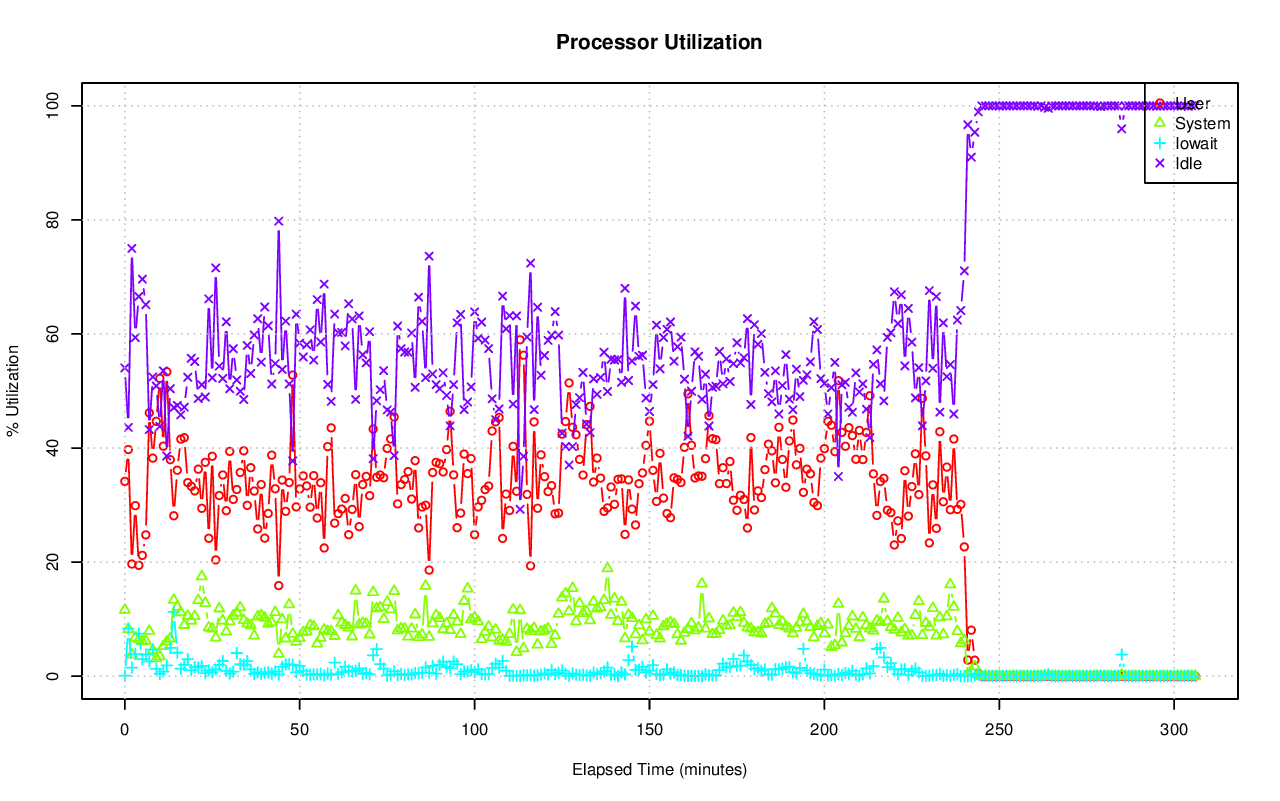 Processor Utilization
% Utilization
100
80
60
40
20
0
User
System
Iowait
Idle
0 50 100 150 200 250 300
Elapsed Time (minutes)